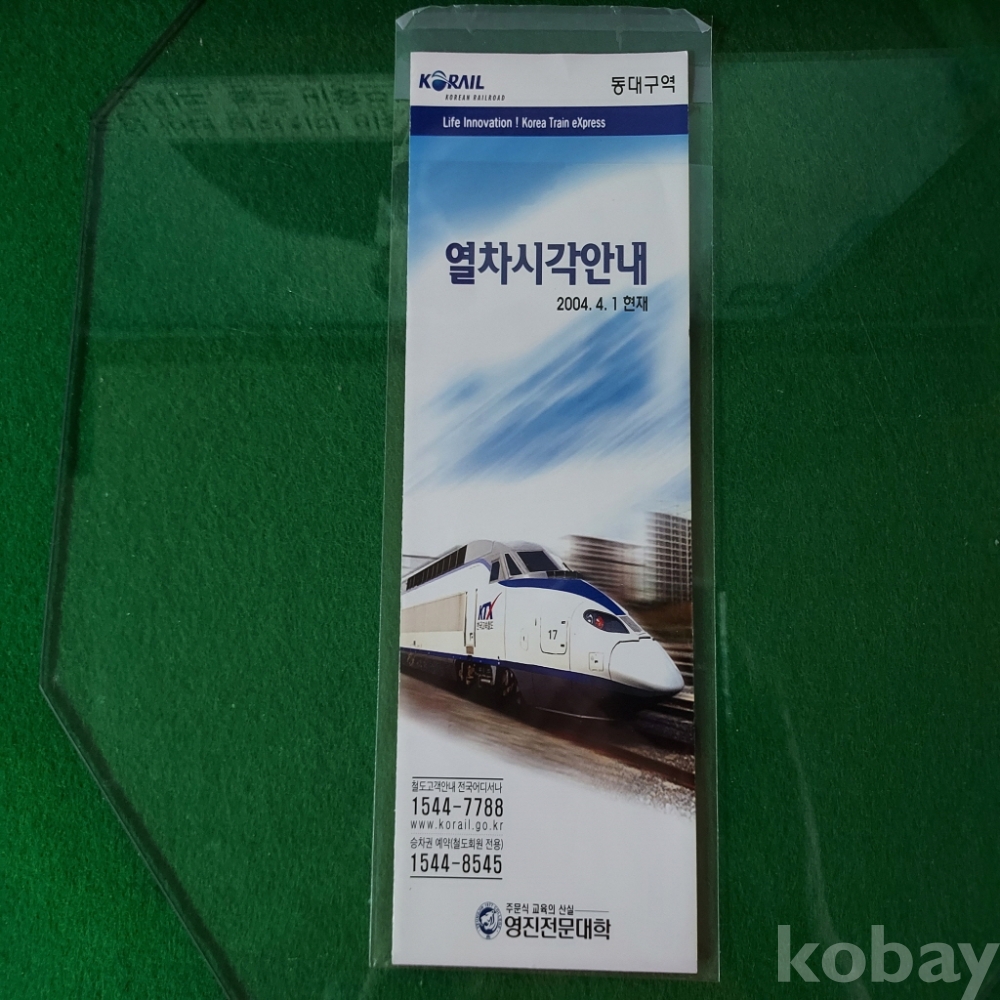 KORAIL
KOREAN RAILROAD
동대구역
Life Innovation ! Korea Train eXpress
열차시각안내
2004. 4. 1 현재
KTX
17
철도고객안내 전국어디서나
1544-7788
www.korail.go.kr
승차권 예약(철도회원 전용)
1544-8545
주문식 교육의 산실
영진전문대학
kobay